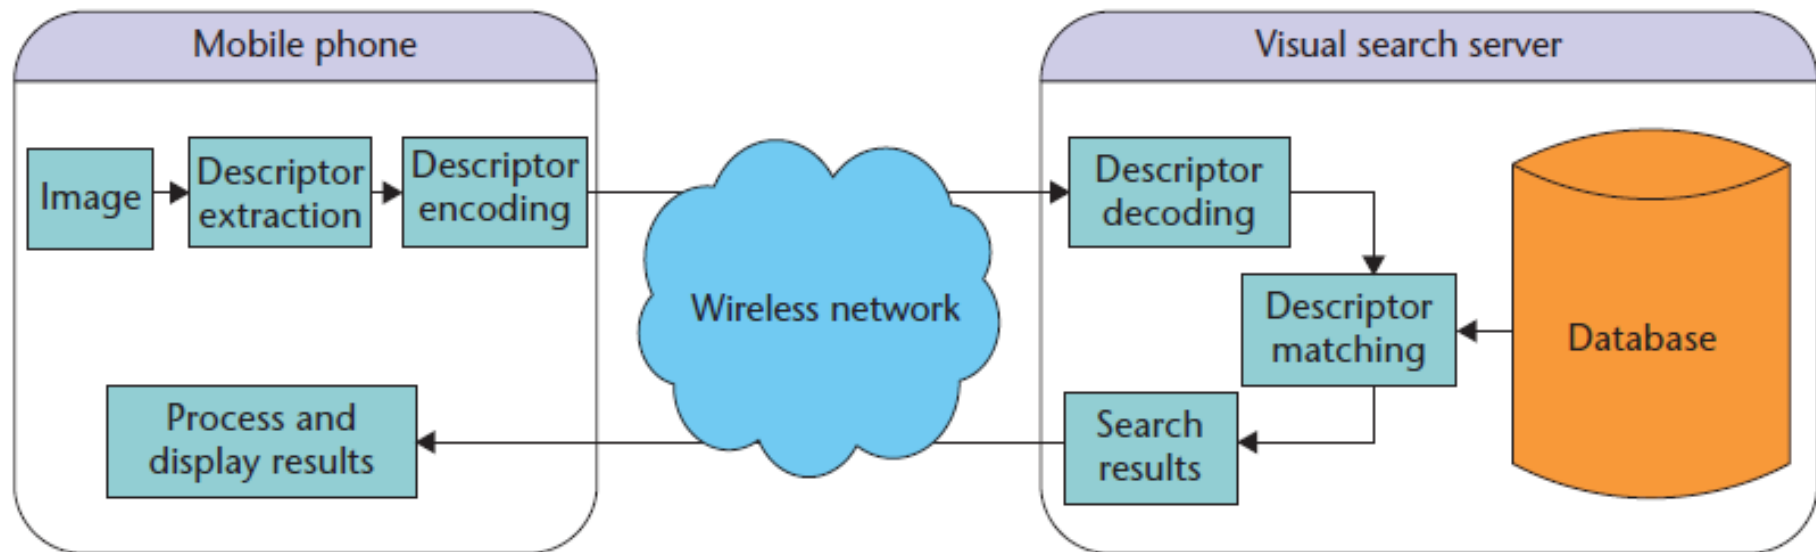 Mobile phone
Visual search server
Image
Descriptor
extraction
Descriptor
encoding
Wireless network
Descriptor
decoding
Descriptor
matching
Database
Search
results
Process and
display results